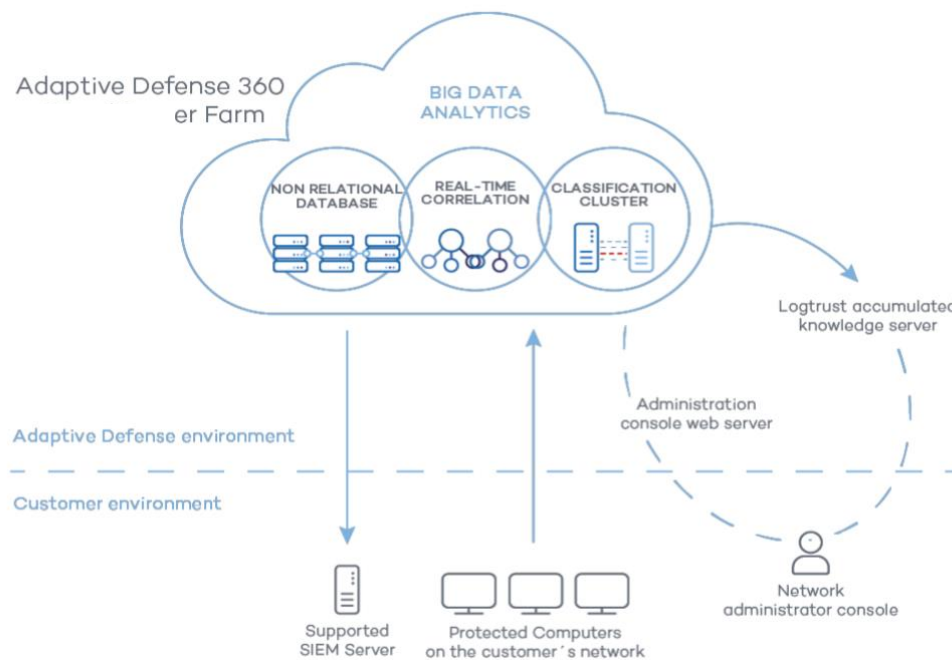 Adaptive Defense 360
er Farm
BIG DATA
ANALYTICS
NON RELATIONAL
DATABASE
REAL-TIME
CORRELATION
CLASSIFICATION
CLUSTER
Logtrust accumulated
knowledge server
Administration
console web server
Adaptive Defense environment
Customer environment
Supported
SIEM Server
Protected Computers
on the customer´s network
Network
administrator console